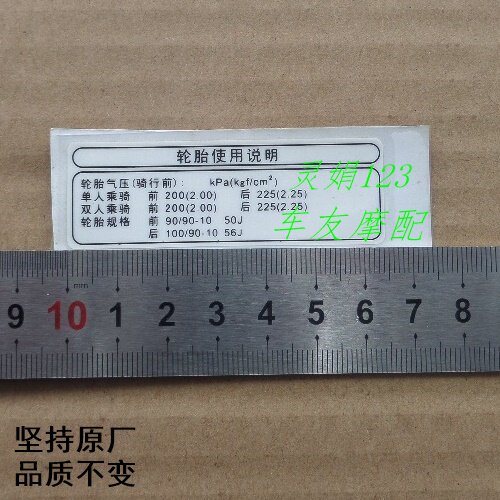 轮胎使用说明
轮胎气压(骑行前): kPa(kgf/cm²)
单人乘骑 前 200(2.00) 后 225(2.25)
双人乘骑 前 200(2.00) 后 225(2.25)
轮胎规格 前 90/90-10 50J
后 100/90-10 56J
灵娟123
车友摩配
mm
9 10 1 2 3 4 5 6 7 8
坚持原厂
品质不变